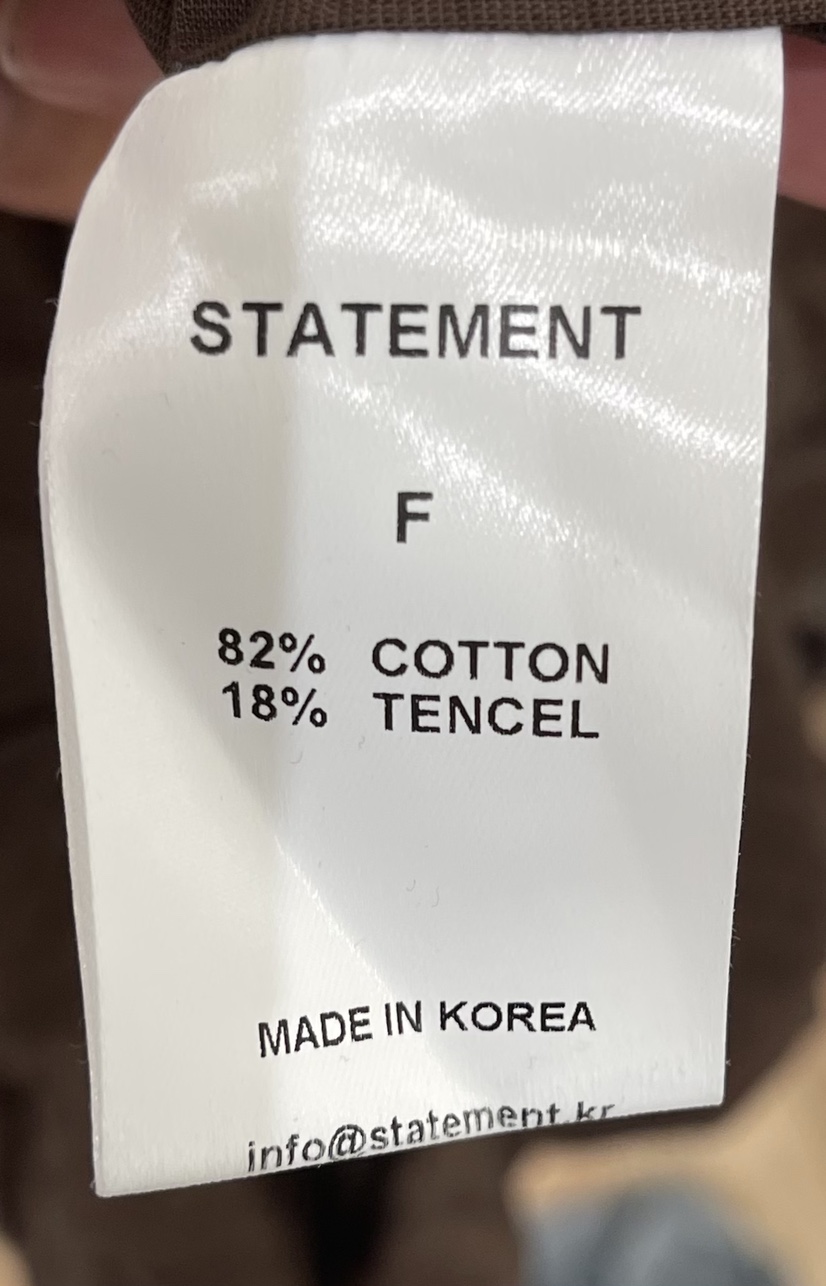 STATEMENT
F
82% COTTON
18% TENCEL
MADE IN KOREA
info@statement.kr